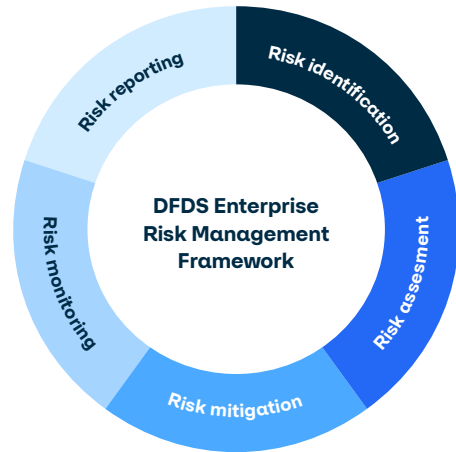 DFDS Enterprise
Risk Management
Framework
Risk identification
Risk assesment
Risk mitigation
Risk monitoring
Risk reporting